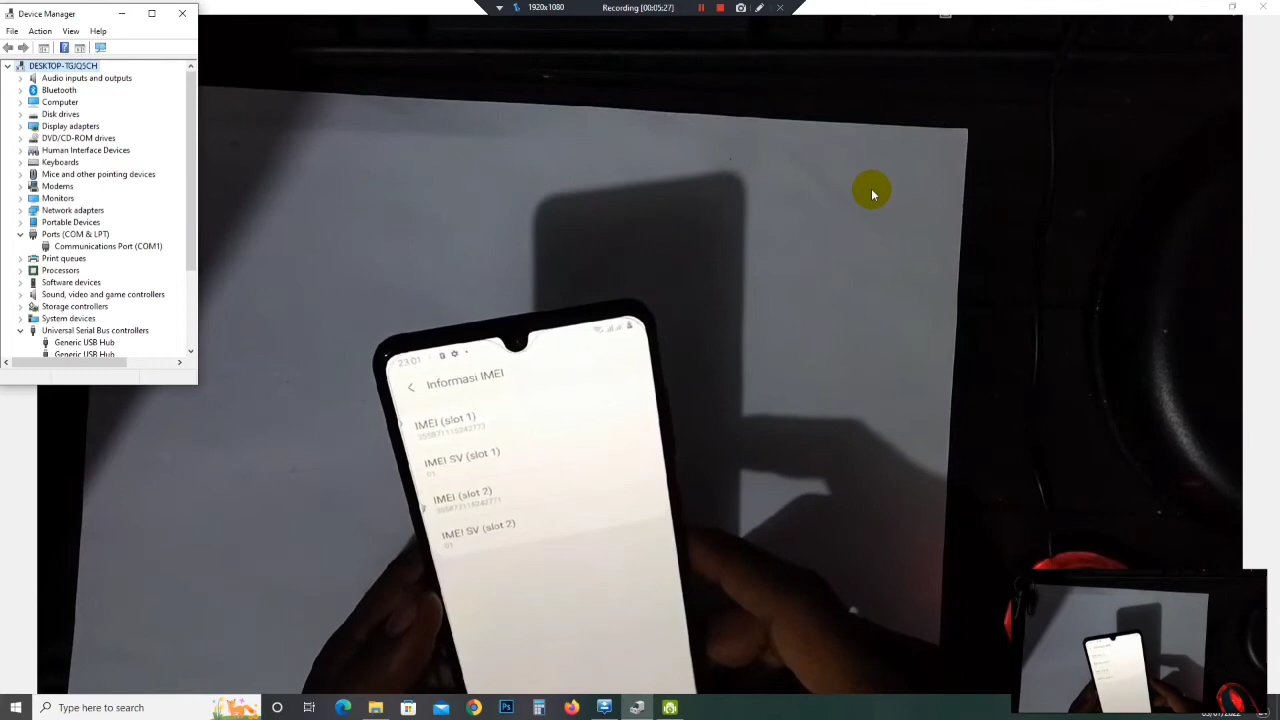 Device Manager
1920x1080
Recording [00:05:27]
File Action View Help
DESKTOP-TGJQ5CH
Audio inputs and outputs
Bluetooth
Computer
Disk drives
Display adapters
DVD/CD-ROM drives
Human Interface Devices
Keyboards
Mice and other pointing devices
Modems
Monitors
Network adapters
Portable Devices
Ports (COM & LPT)
Communications Port (COM1)
Print queues
Processors
Software devices
Sound, video and game controllers
Storage controllers
System devices
Universal Serial Bus controllers
Generic USB Hub
Generic USB Hub
23:01
Informasi IMEI
IMEI (slot 1)
IMEI SV (slot 1)
01
IMEI (slot 2)
IMEI SV (slot 2)
01
Type here to search